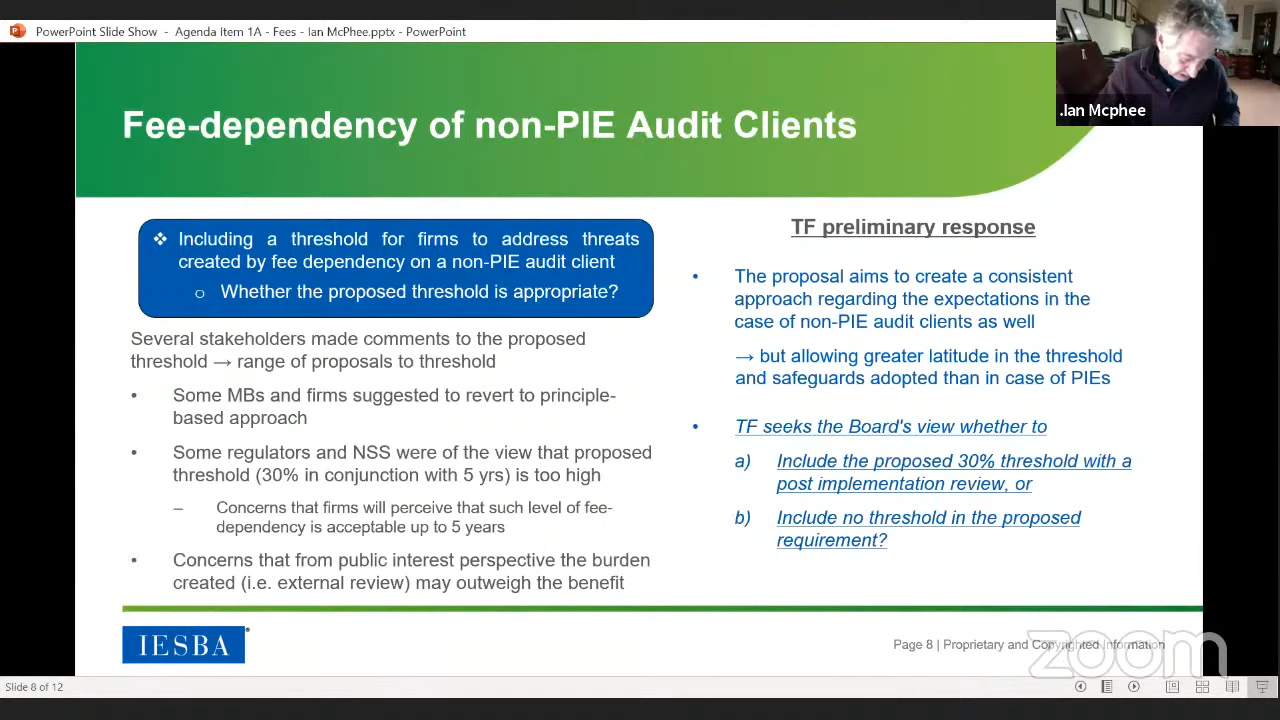 PowerPoint Slide Show - Agenda Item 1A - Fees - Ian McPhee.pptx - PowerPoint
.Ian Mcphee
Fee-dependency of non-PIE Audit Clients
❖ Including a threshold for firms to address threats
created by fee dependency on a non-PIE audit client
o Whether the proposed threshold is appropriate?
Several stakeholders made comments to the proposed
threshold → range of proposals to threshold
• Some MBs and firms suggested to revert to principle-
based approach
• Some regulators and NSS were of the view that proposed
threshold (30% in conjunction with 5 yrs) is too high
– Concerns that firms will perceive that such level of fee-
dependency is acceptable up to 5 years
• Concerns that from public interest perspective the burden
created (i.e. external review) may outweigh the benefit
TF preliminary response
• The proposal aims to create a consistent
approach regarding the expectations in the
case of non-PIE audit clients as well
→ but allowing greater latitude in the threshold
and safeguards adopted than in case of PIEs
• TF seeks the Board's view whether to
a) Include the proposed 30% threshold with a
post implementation review, or
b) Include no threshold in the proposed
requirement?
IESBA
Page 8 | Proprietary and Copyrighted Information
zoom
Slide 8 of 12